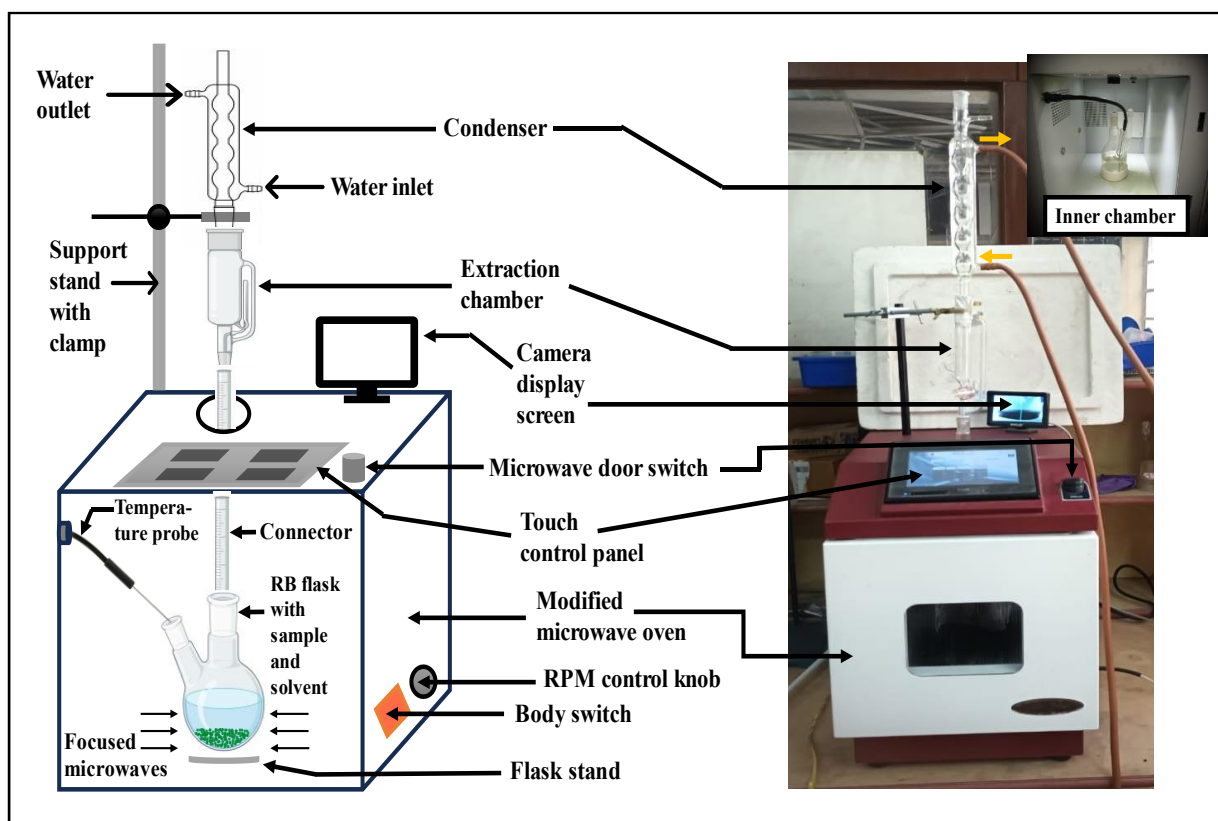 Water
outlet
Condenser
Water inlet
Inner chamber
Support
stand
with
clamp
Extraction
chamber
Camera
display
screen
Microwave door switch
Tempera-
ture probe
Connector
Touch
control panel
RB flask
with
sample
and
solvent
Modified
microwave oven
RPM control knob
Body switch
Focused
microwaves
Flask stand